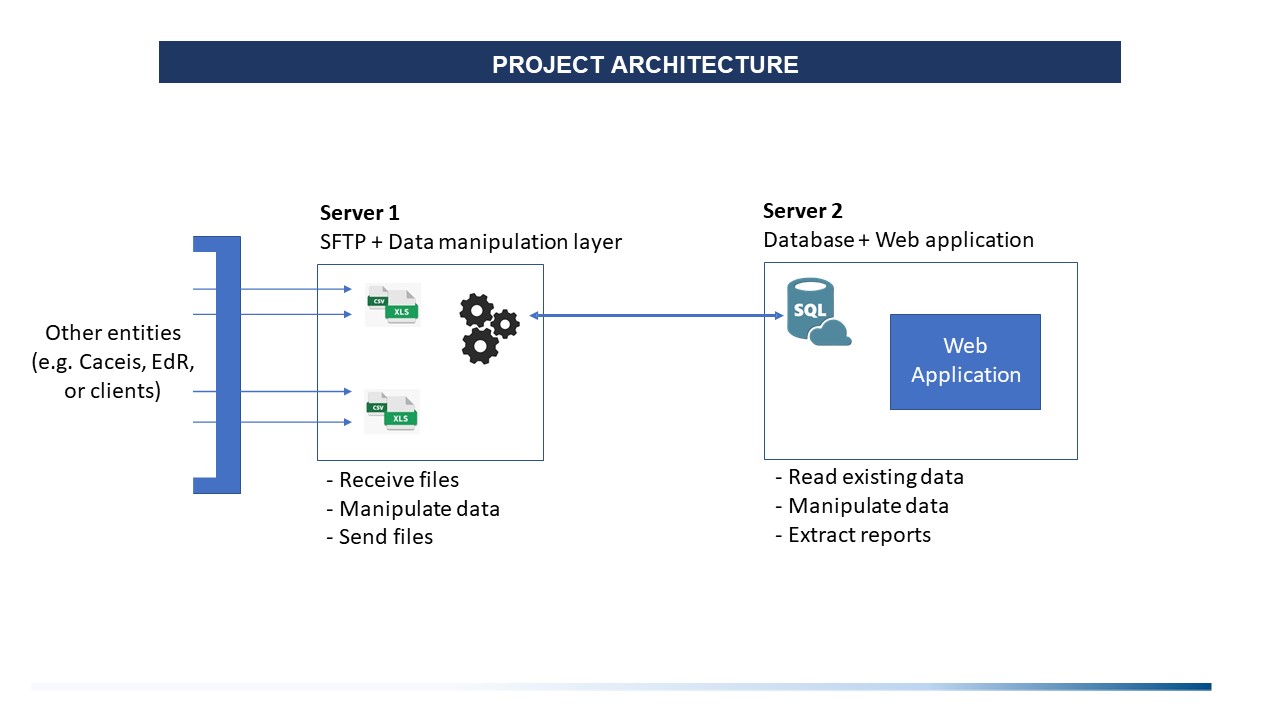 PROJECT ARCHITECTURE
Other entities
(e.g. Caceis, EdR,
or clients)
Server 1
SFTP + Data manipulation layer
CSV
XLS
CSV
XLS
- Receive files
- Manipulate data
- Send files
Server 2
Database + Web application
SQL
Web
Application
- Read existing data
- Manipulate data
- Extract reports